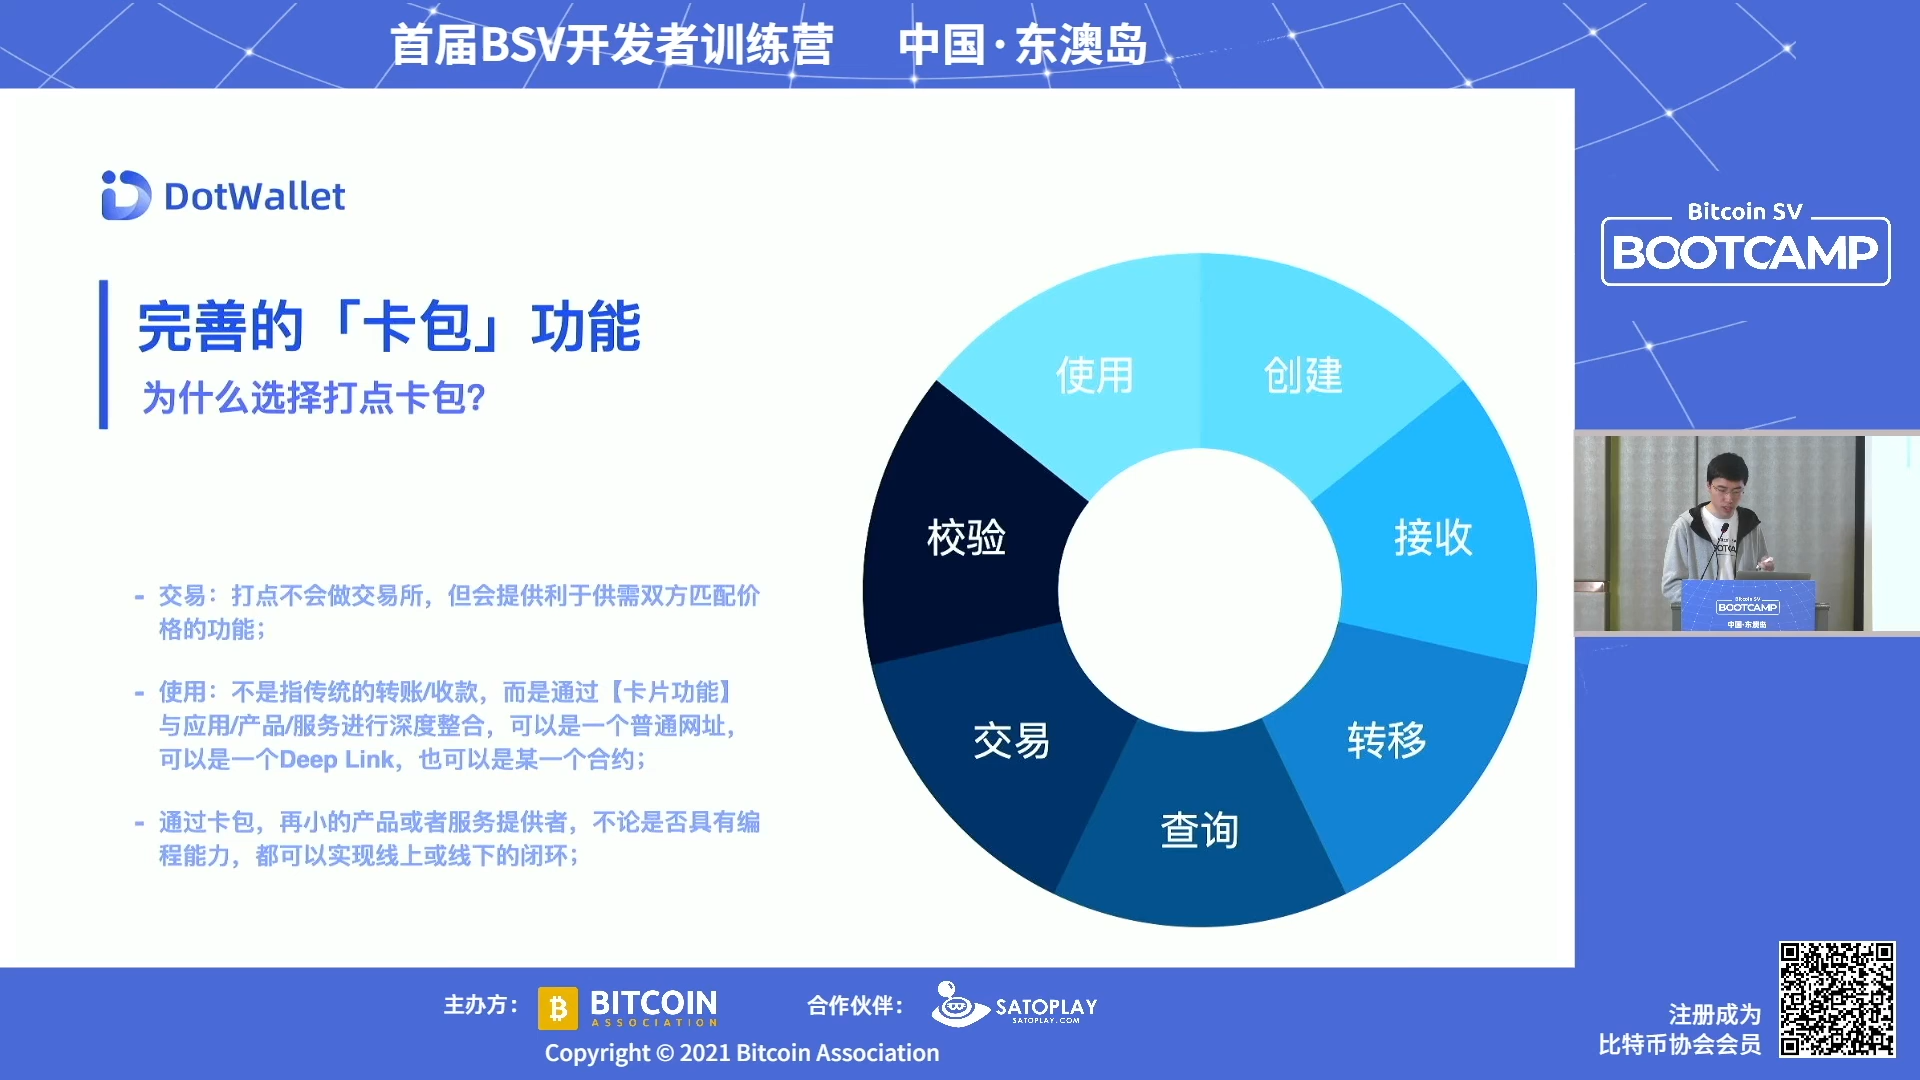 首届BSV开发者训练营 中国·东澳岛
DotWallet
完善的「卡包」功能
为什么选择打点卡包?
- 交易：打点不会做交易所，但会提供利于供需双方匹配价
格的功能；
- 使用：不是指传统的转账/收款，而是通过【卡片功能】
与应用/产品/服务进行深度整合，可以是一个普通网址，
可以是一个Deep Link，也可以是某一个合约；
- 通过卡包，再小的产品或者服务提供者，不论是否具有编
程能力，都可以实现线上或线下的闭环；
使用
创建
校验
接收
交易
转移
查询
Bitcoin SV
BOOTCAMP
Bitcoin SV
BOOTCAMP
中国·东澳岛
主办方：
BITCOIN
ASSOCIATION
合作伙伴：
SATOPLAY
SATOPLAY.COM
Copyright © 2021 Bitcoin Association
注册成为
比特币协会会员